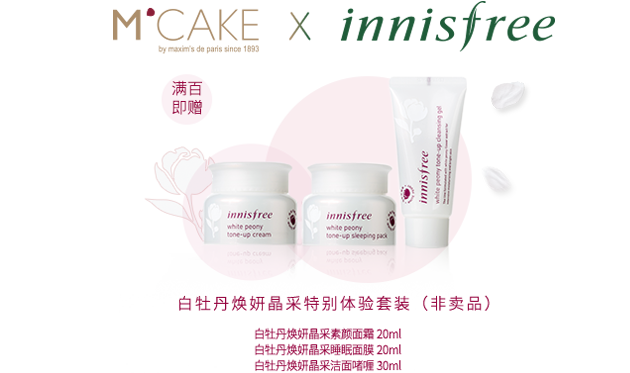 M'CAKE X innisfree
by maxim's de paris since 1893
满百
即赠
innisfree
white peony
tone-up cream
innisfree
white peony
tone-up sleeping pack
innisfree
white peony tone-up cleansing gel
白牡丹焕妍晶采特别体验套装（非卖品）
白牡丹焕妍晶采素颜面霜 20ml
白牡丹焕妍晶采睡眠面膜 20ml
白牡丹焕妍晶采洁面啫喱 30ml